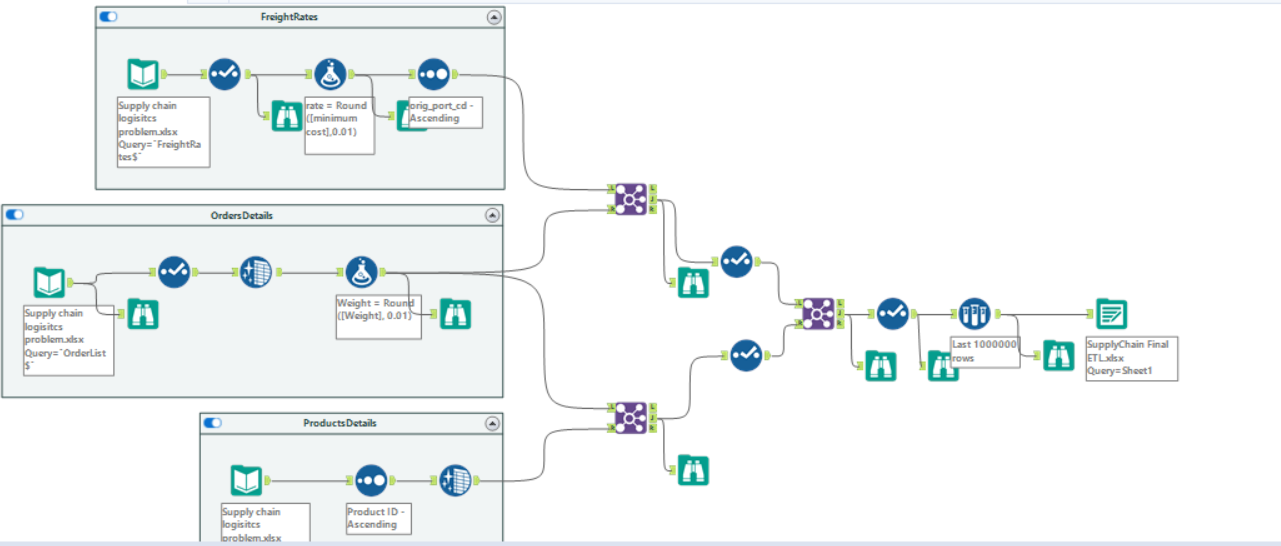 FreightRates
Supply chain
logisitcs
problem.xlsx
Query=`FreightRa
tes$`
rate = Round
([minimum
cost],0.01)
orig_port_cd -
Ascending
OrdersDetails
Supply chain
logisitcs
problem.xlsx
Query=`OrderList
$`
Weight = Round
([Weight], 0.01)
ProductsDetails
Supply chain
logisitcs
problem.xlsx
Product ID -
Ascending
Last 1000000
rows
SupplyChain Final
ETL.xlsx
Query=Sheet1
L
R
L
J
R
L
R
L
J
R
L
R
L
J
R